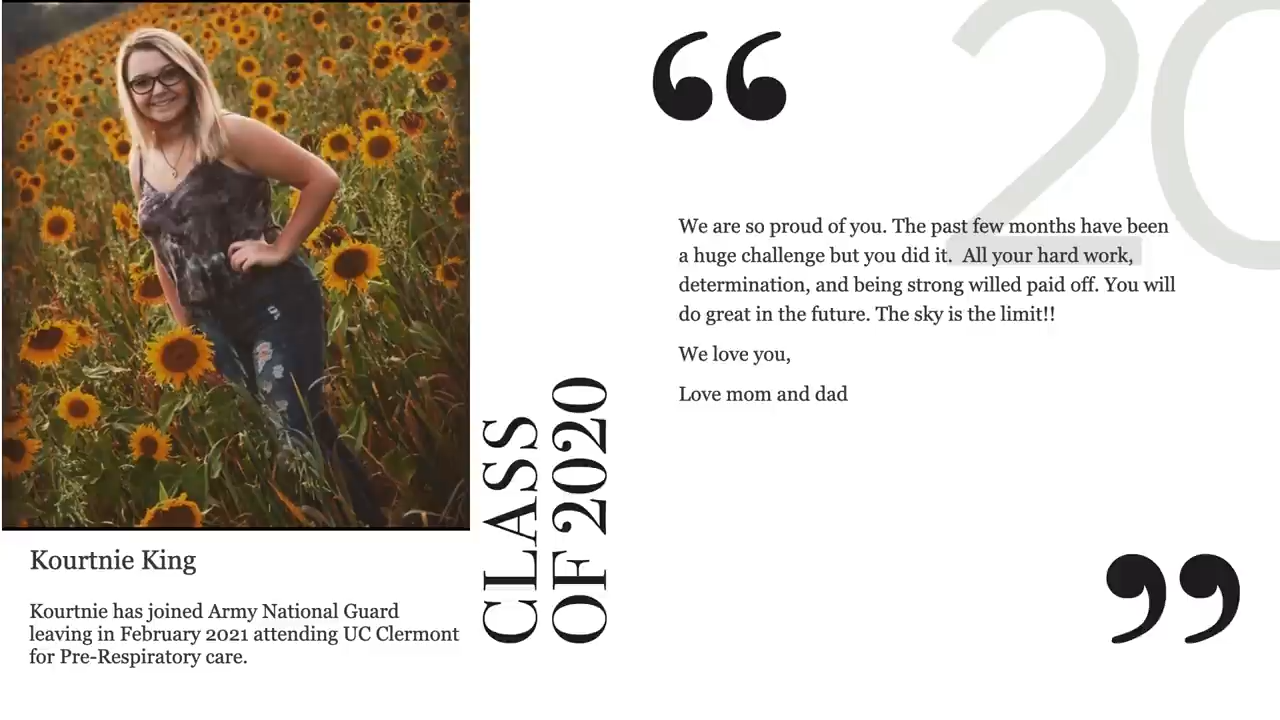 Kourtnie King
Kourtnie has joined Army National Guard
leaving in February 2021 attending UC Clermont
for Pre-Respiratory care.
CLASS
OF 2020
20
“
We are so proud of you. The past few months have been
a huge challenge but you did it.  All your hard work,
determination, and being strong willed paid off. You will
do great in the future. The sky is the limit!!
We love you,
Love mom and dad
”